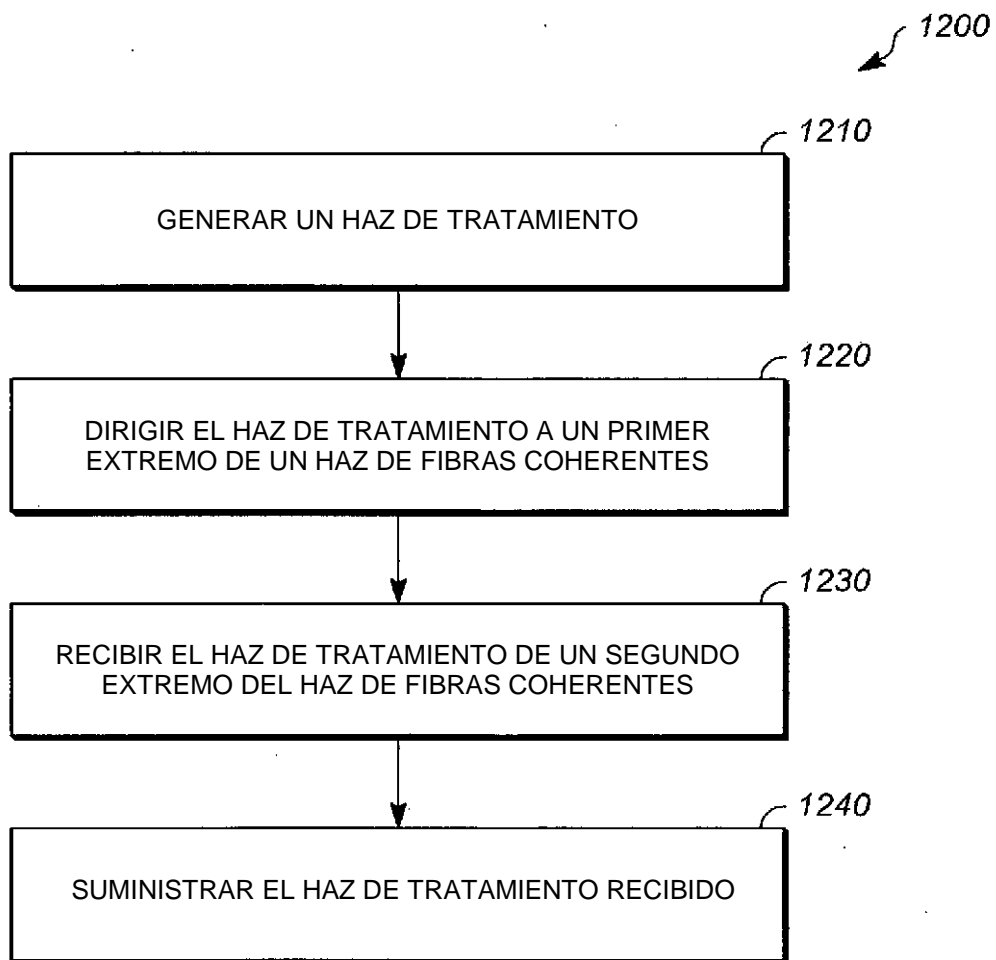 1200
1210
GENERAR UN HAZ DE TRATAMIENTO
1220
DIRIGIR EL HAZ DE TRATAMIENTO A UN PRIMER
EXTREMO DE UN HAZ DE FIBRAS COHERENTES
1230
RECIBIR EL HAZ DE TRATAMIENTO DE UN SEGUNDO
EXTREMO DEL HAZ DE FIBRAS COHERENTES
1240
SUMINISTRAR EL HAZ DE TRATAMIENTO RECIBIDO